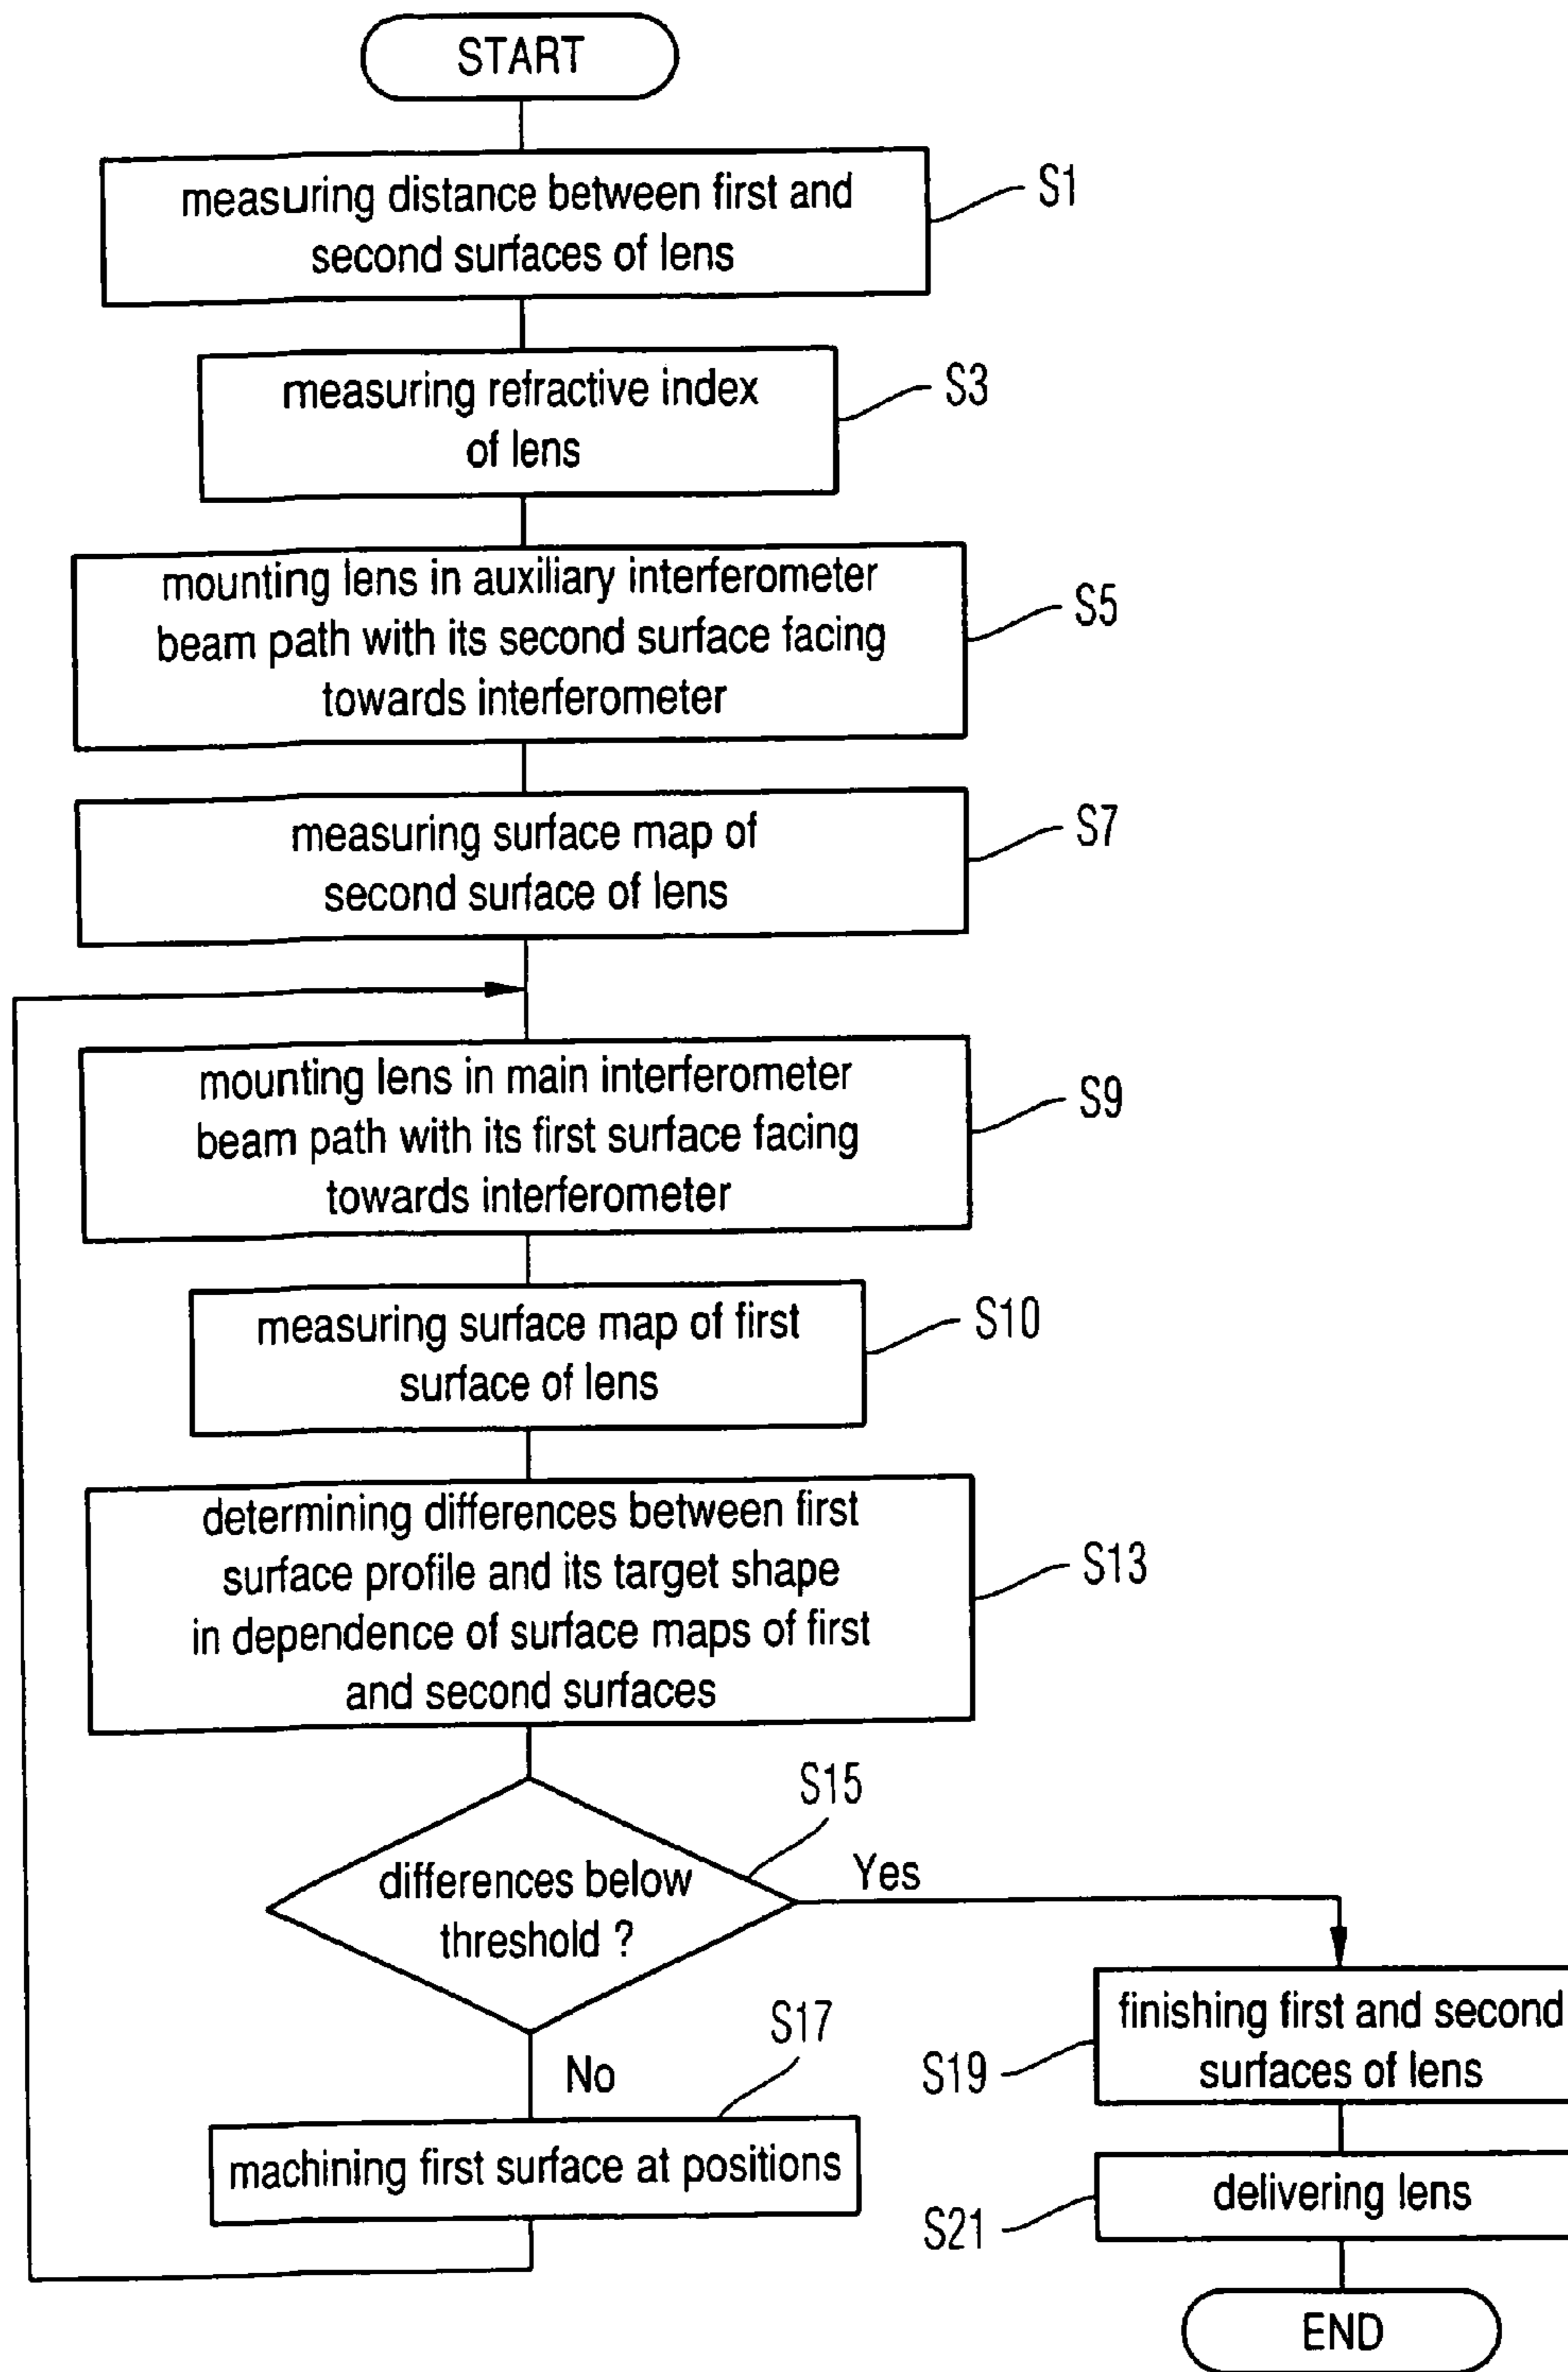 START
measuring distance between first and
second surfaces of lens
S1
measuring refractive index
of lens
S3
mounting lens in auxiliary interferometer
beam path with its second surface facing
towards interferometer
S5
measuring surface map of
second surface of lens
S7
mounting lens in main interferometer
beam path with its first surface facing
towards interferometer
S9
measuring surface map of first
surface of lens
S10
determining differences between first
surface profile and its target shape
in dependence of surface maps of first
and second surfaces
S13
differences below
threshold ?
S15
Yes
No
machining first surface at positions
S17
finishing first and second
surfaces of lens
S19
delivering lens
S21
END